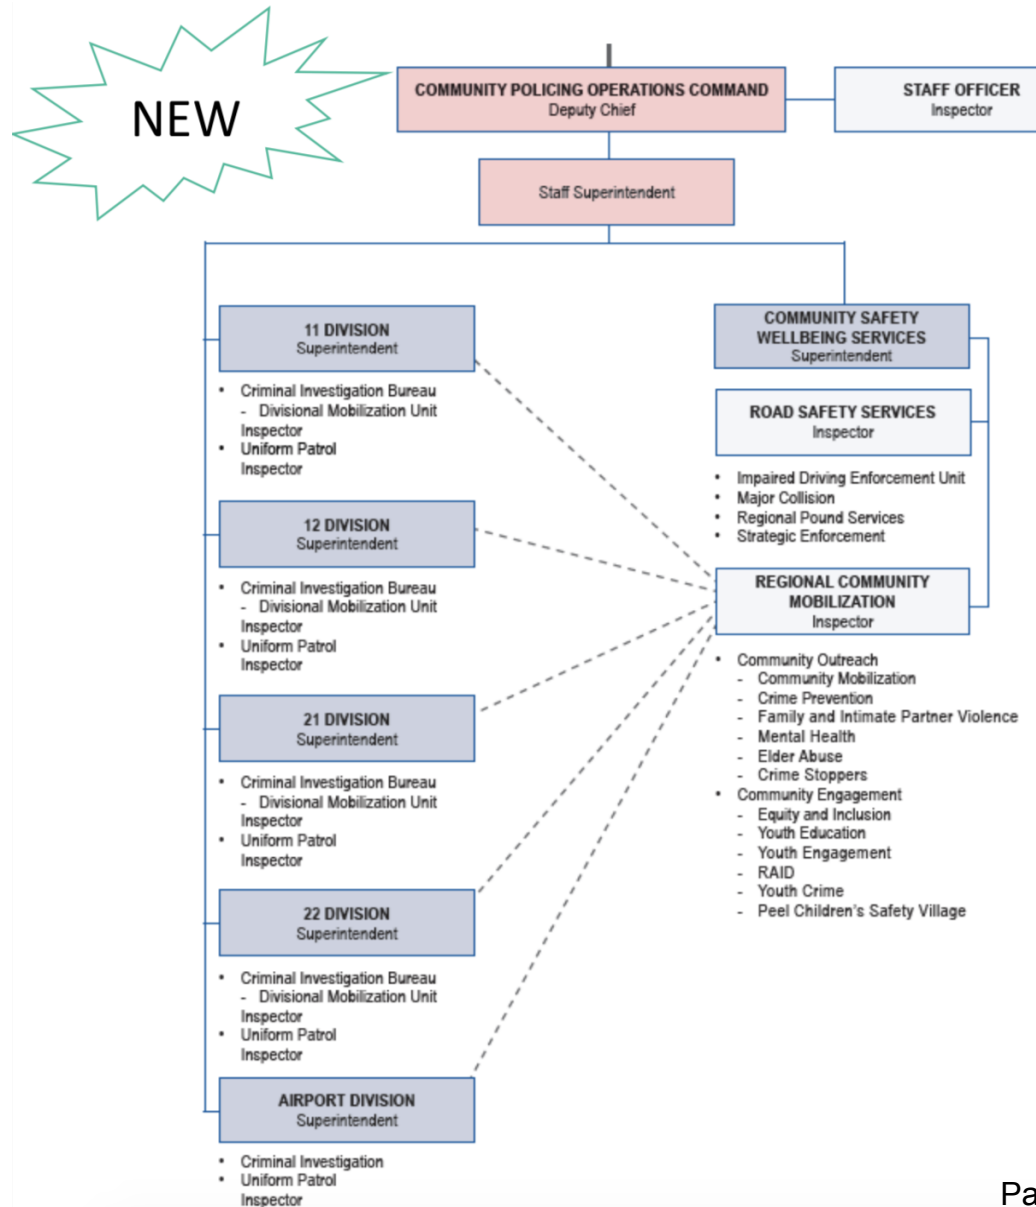 NEW
COMMUNITY POLICING OPERATIONS COMMAND
Deputy Chief
STAFF OFFICER
Inspector
Staff Superintendent
11 DIVISION
Superintendent
• Criminal Investigation Bureau
- Divisional Mobilization Unit
Inspector
• Uniform Patrol
Inspector
12 DIVISION
Superintendent
• Criminal Investigation Bureau
- Divisional Mobilization Unit
Inspector
• Uniform Patrol
Inspector
21 DIVISION
Superintendent
• Criminal Investigation Bureau
- Divisional Mobilization Unit
Inspector
• Uniform Patrol
Inspector
22 DIVISION
Superintendent
• Criminal Investigation Bureau
- Divisional Mobilization Unit
Inspector
• Uniform Patrol
Inspector
AIRPORT DIVISION
Superintendent
• Criminal Investigation
• Uniform Patrol
Inspector
COMMUNITY SAFETY
WELLBEING SERVICES
Superintendent
ROAD SAFETY SERVICES
Inspector
• Impaired Driving Enforcement Unit
• Major Collision
• Regional Pound Services
• Strategic Enforcement
REGIONAL COMMUNITY
MOBILIZATION
Inspector
• Community Outreach
- Community Mobilization
- Crime Prevention
- Family and Intimate Partner Violence
- Mental Health
- Elder Abuse
- Crime Stoppers
• Community Engagement
- Equity and Inclusion
- Youth Education
- Youth Engagement
- RAID
- Youth Crime
- Peel Children's Safety Village
Pa